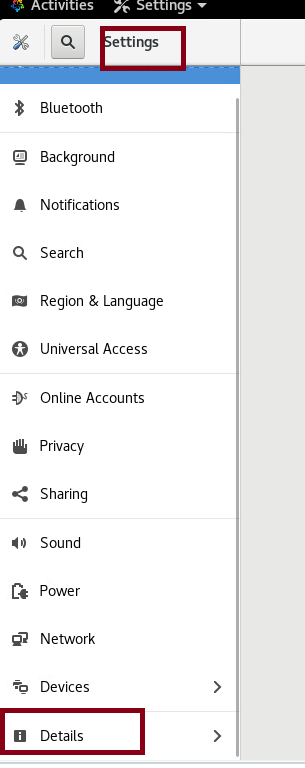 Activities Settings
Settings
Bluetooth
Background
Notifications
Search
Region & Language
Universal Access
Online Accounts
Privacy
Sharing
Sound
Power
Network
Devices
Details